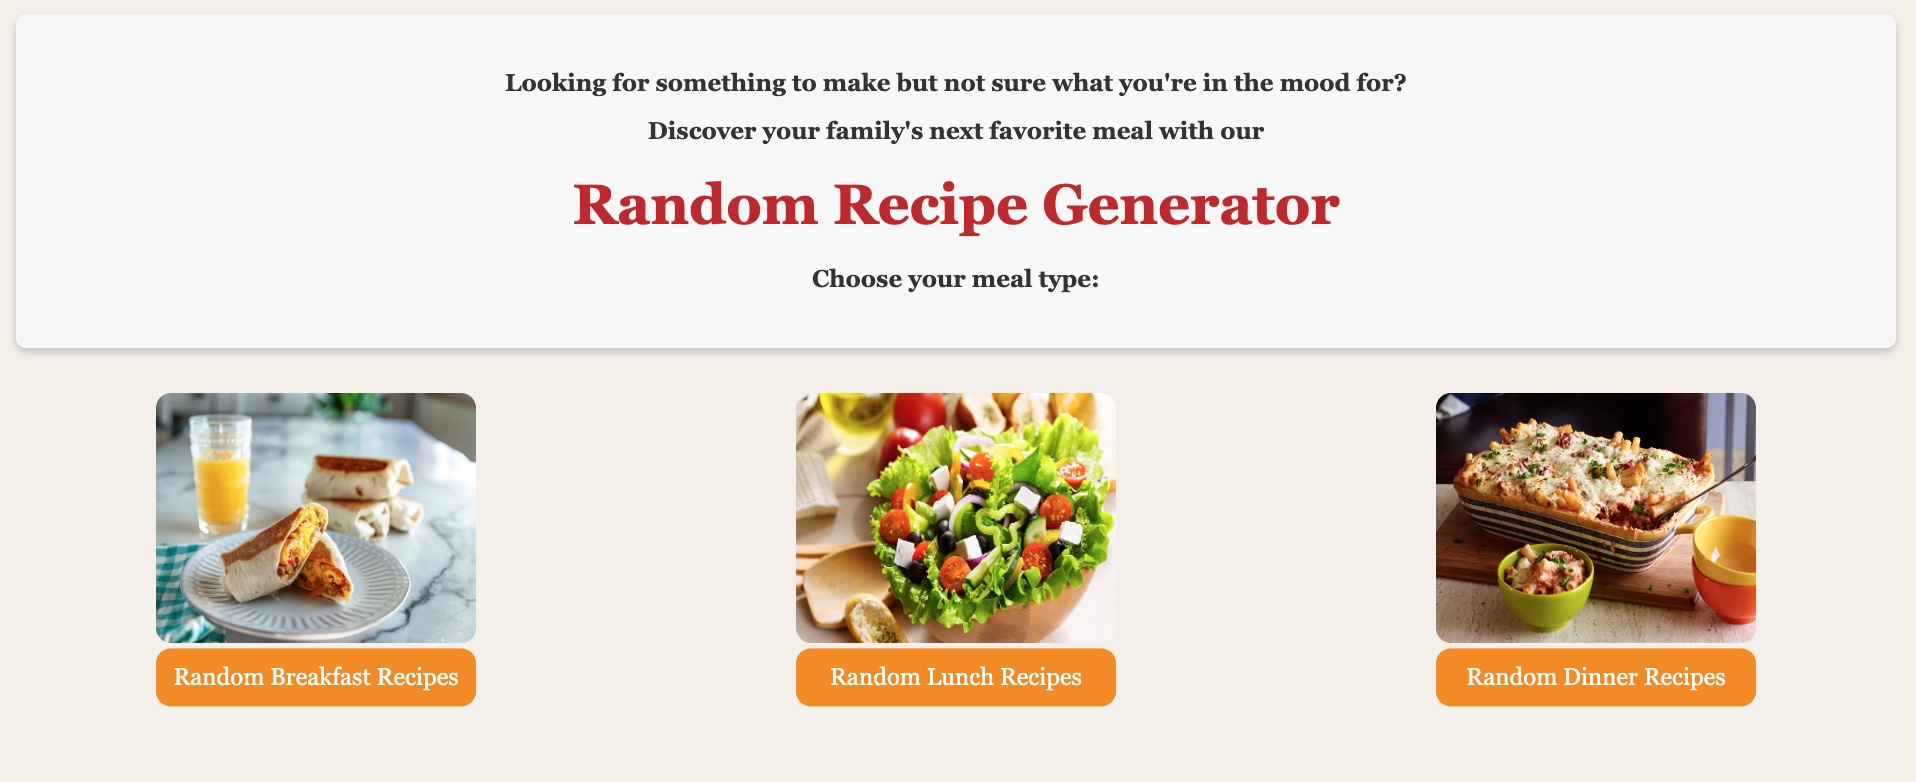 Looking for something to make but not sure what you're in the mood for?
Discover your family's next favorite meal with our
Random Recipe Generator
Choose your meal type:
Random Breakfast Recipes
Random Lunch Recipes
Random Dinner Recipes